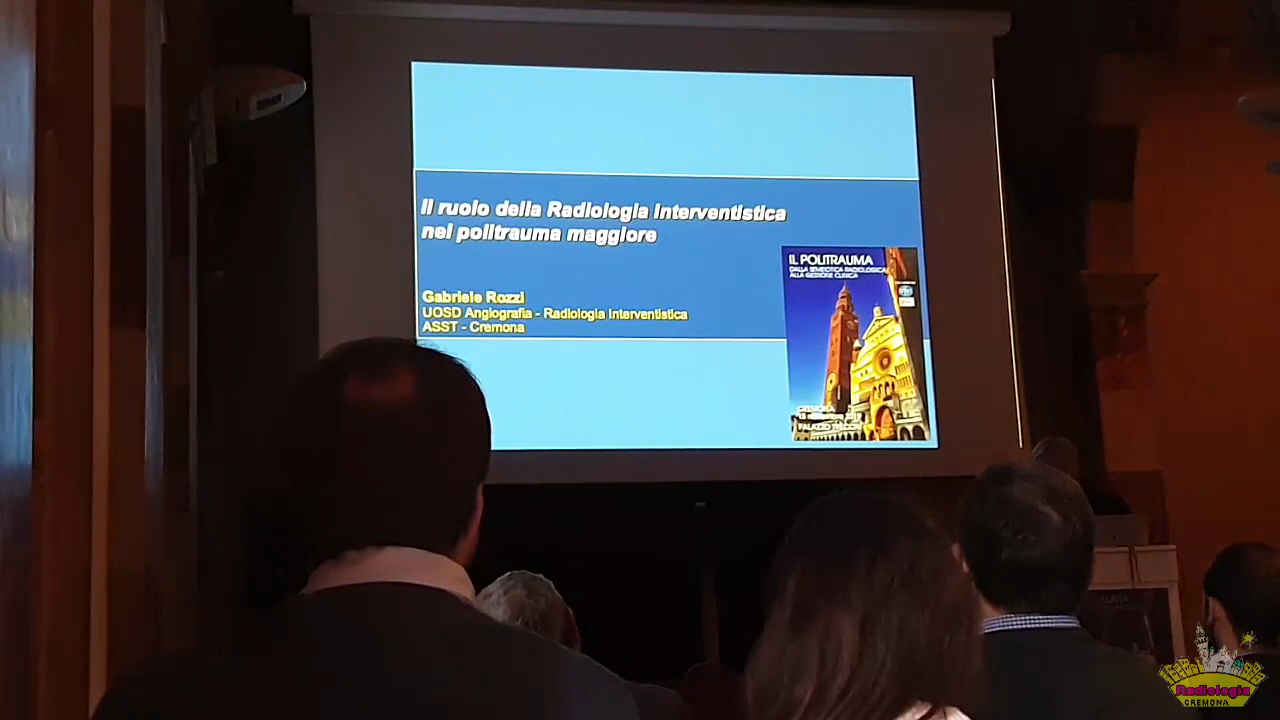 Il ruolo della Radiologia Interventistica
nel politrauma maggiore
Gabriele Rozzi
UOSD Angiografia - Radiologia Interventistica
ASST - Cremona
IL POLITRAUMA
DALLA SEMEIOTICA RADIOLOGICA
ALLA GESTIONE CLINICA
CREMONA
PALAZZO
Radiologia
CREMONA